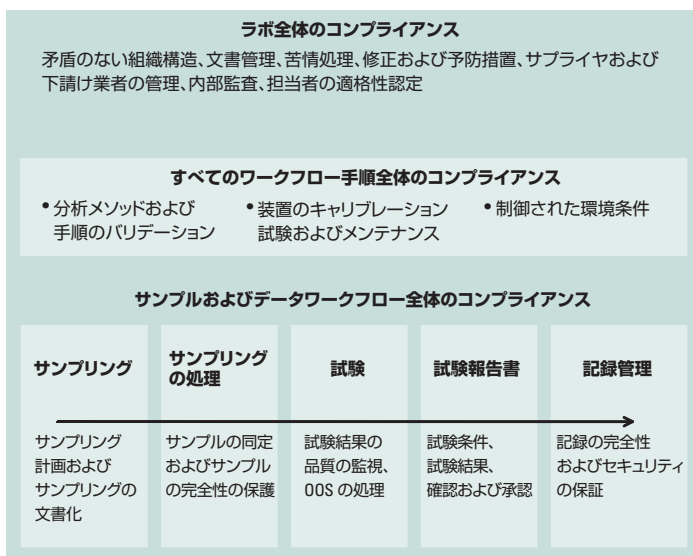 ラボ全体のコンプライアンス
矛盾のない組織構造、文書管理、苦情処理、修正および予防措置、サプライヤおよび
下請け業者の管理、内部監査、担当者の適格性認定
すべてのワークフロー手順全体のコンプライアンス
• 分析メソッドおよび
手順のバリデーション
• 装置のキャリブレーション
試験およびメンテナンス
• 制御された環境条件
サンプルおよびデータワークフロー全体のコンプライアンス
サンプリング
サンプリング
計画および
サンプリングの
文書化
サンプリング
の処理
サンプルの同定
およびサンプル
の完全性の保護
試験
試験結果の
品質の監視、
OOS の処理
試験報告書
試験条件、
試験結果、
確認および承認
記録管理
記録の完全性
およびセキュリティ
の保証